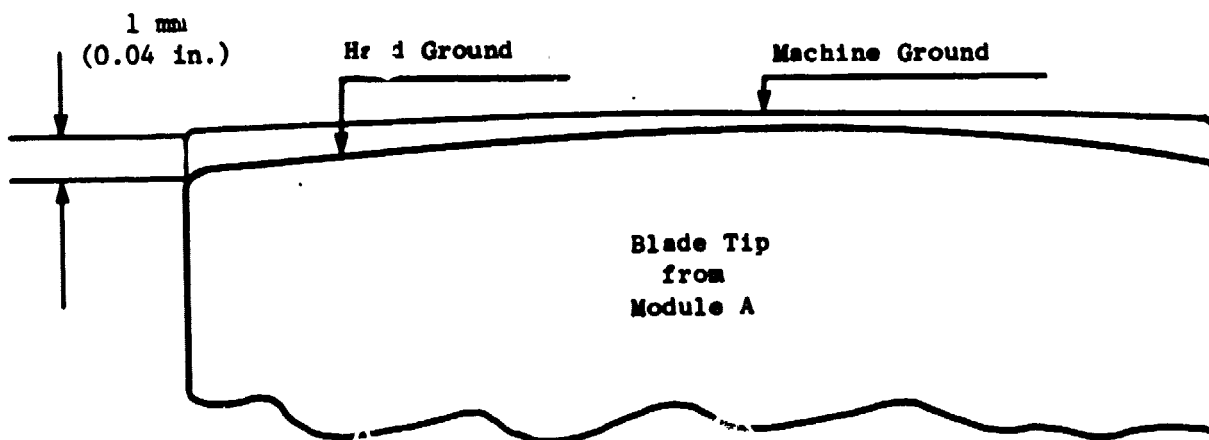 1 mm
(0.04 in.)
Ground
Machine Ground
Blade Tip
from
Module A